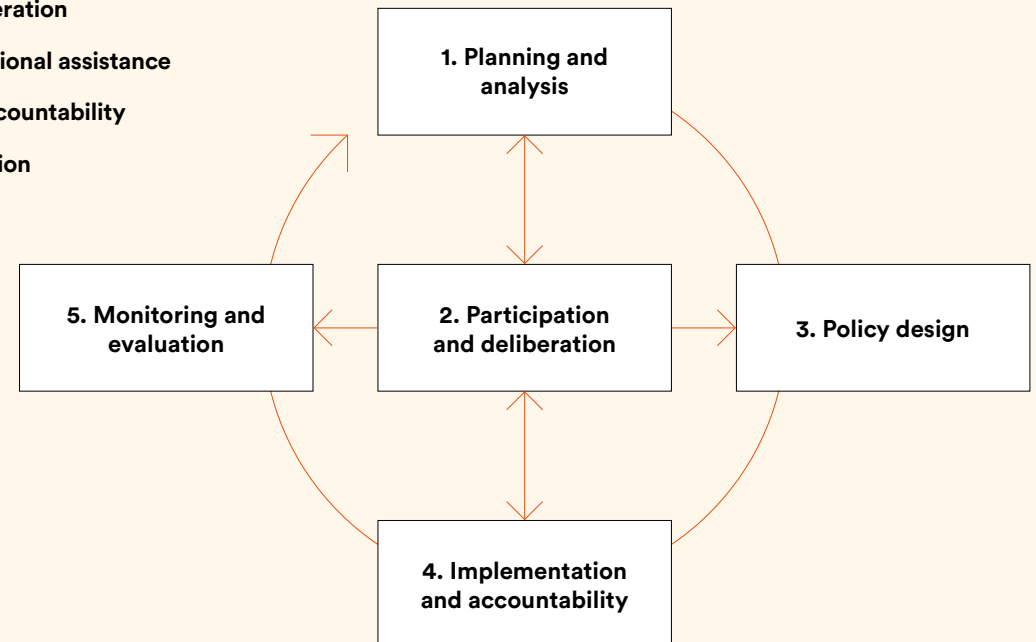 eration
ional assistance
countability
ion
1. Planning and
analysis
5. Monitoring and
evaluation
2. Participation
and deliberation
3. Policy design
4. Implementation
and accountability